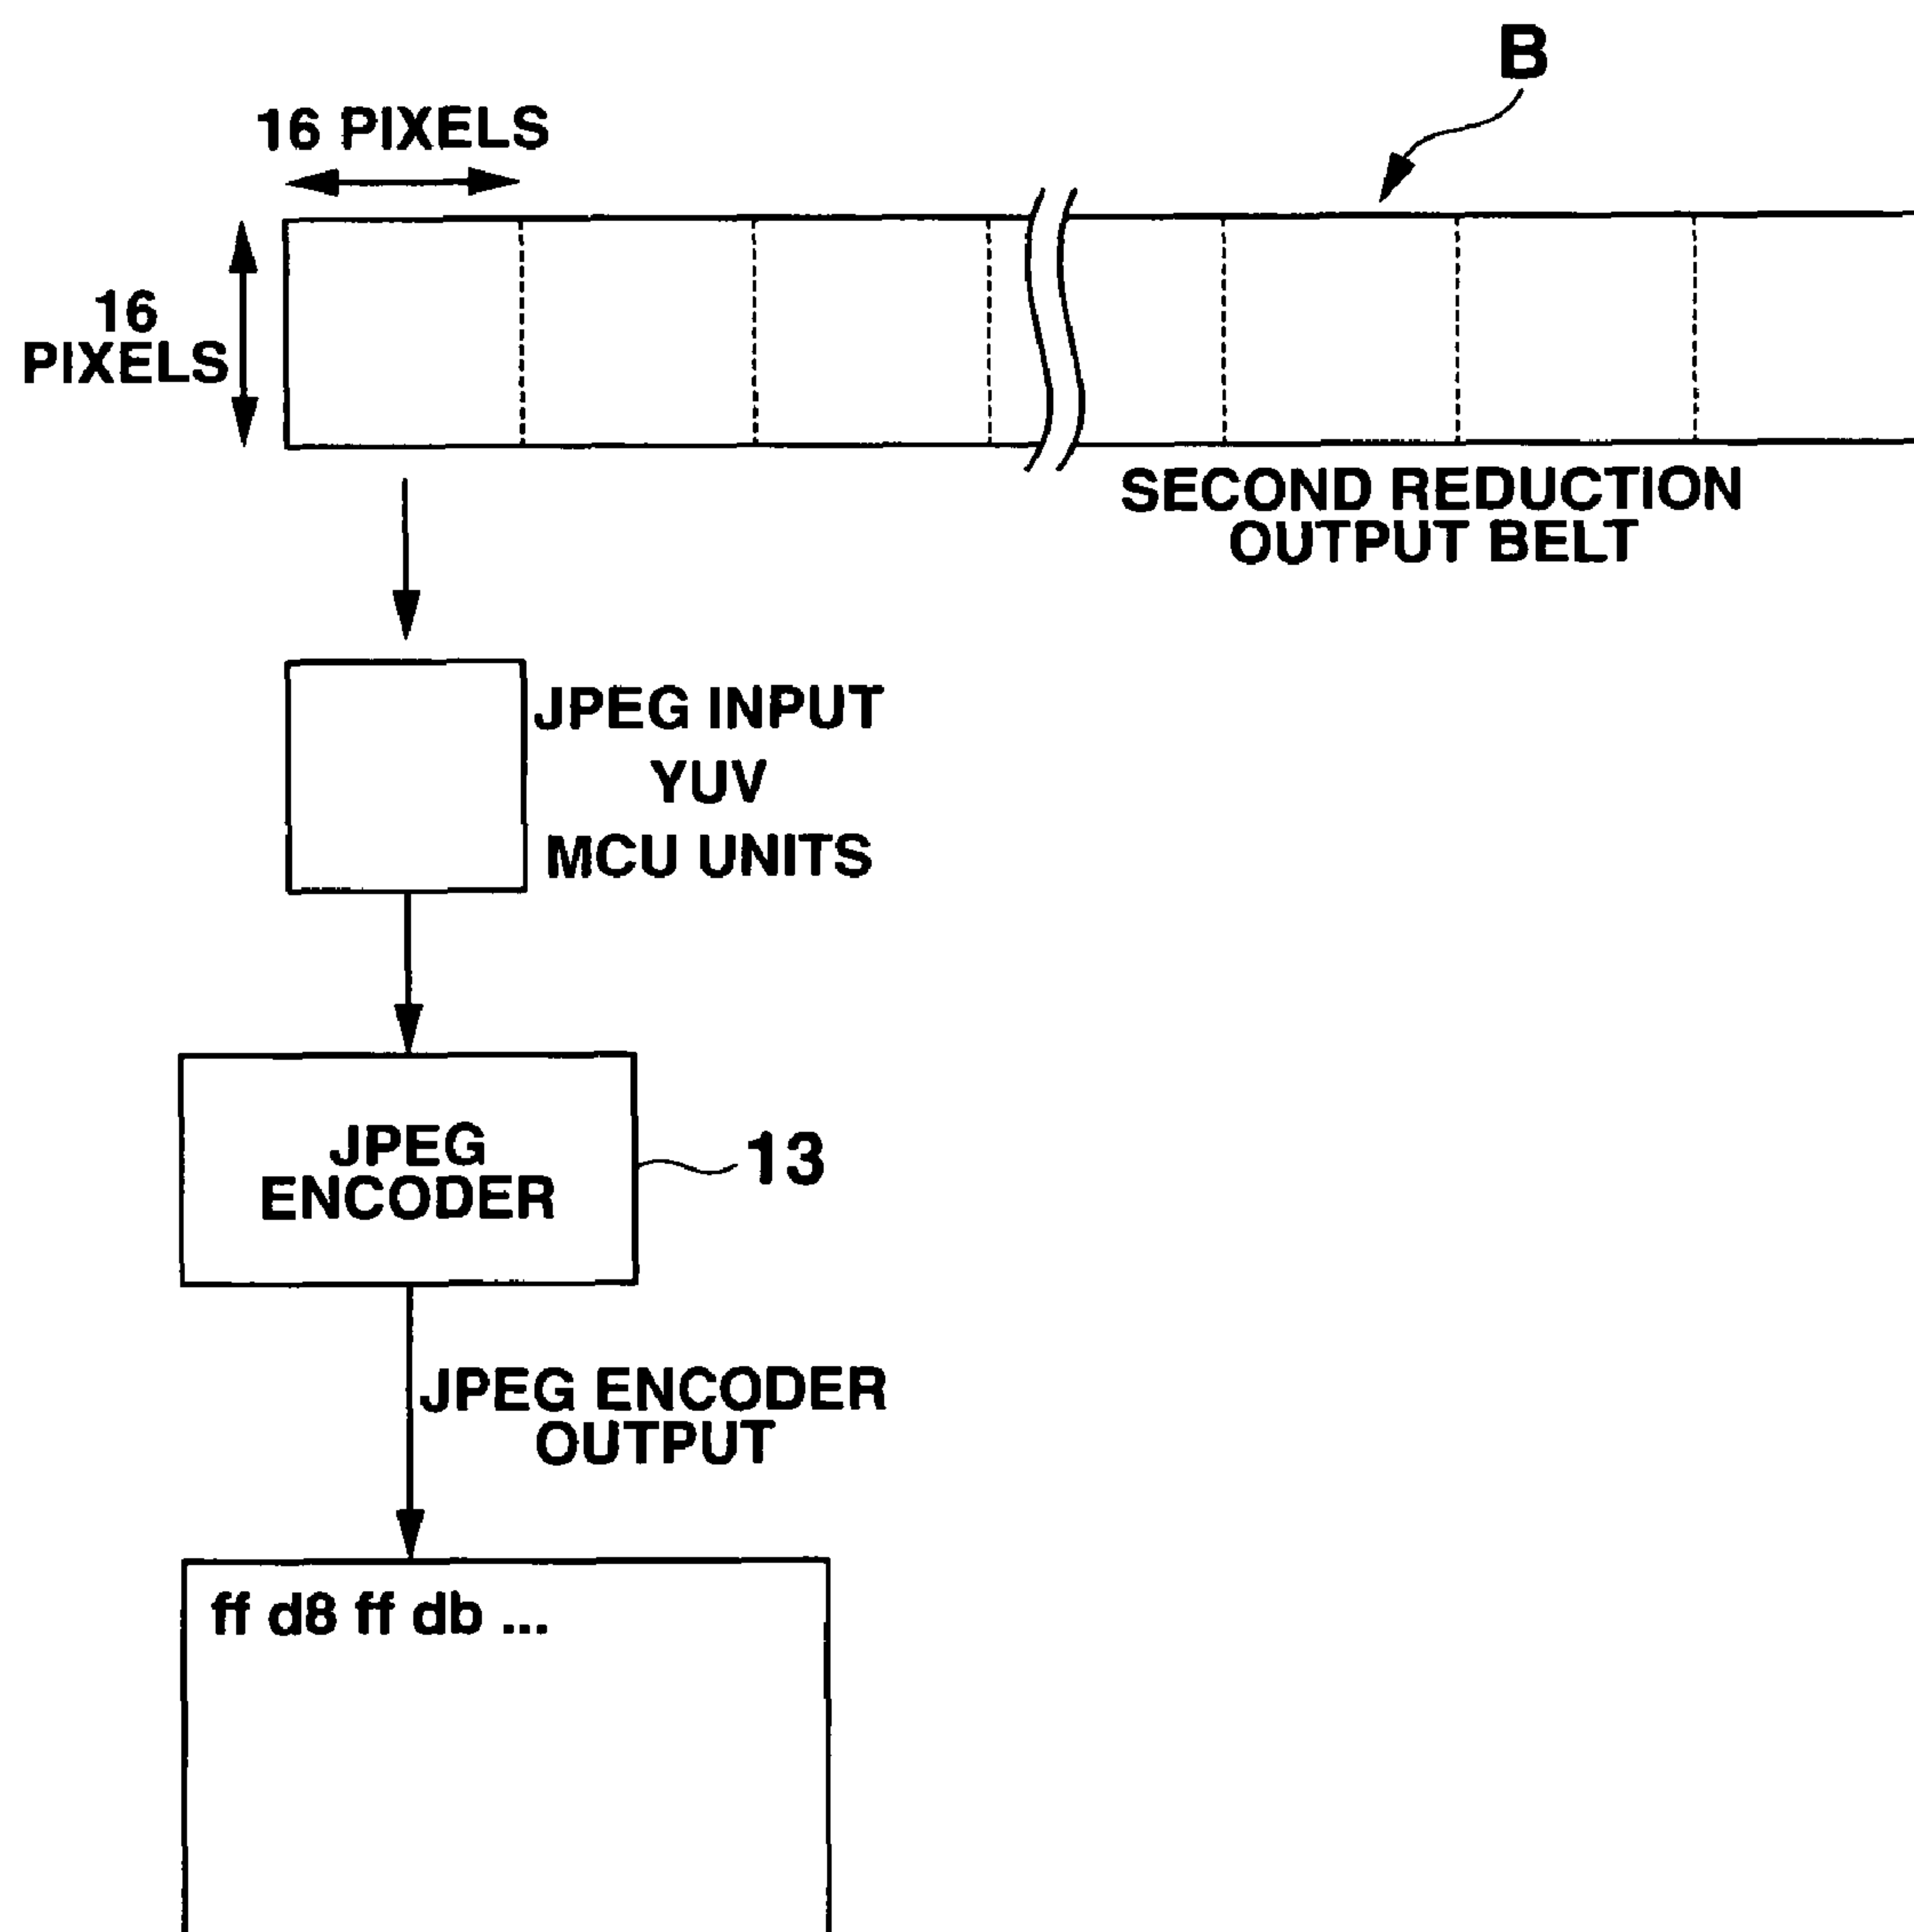 B
16 PIXELS
16
PIXELS
SECOND REDUCTION
OUTPUT BELT
JPEG INPUT
YUV
MCU UNITS
JPEG
ENCODER
13
JPEG ENCODER
OUTPUT
ff d8 ff db ...